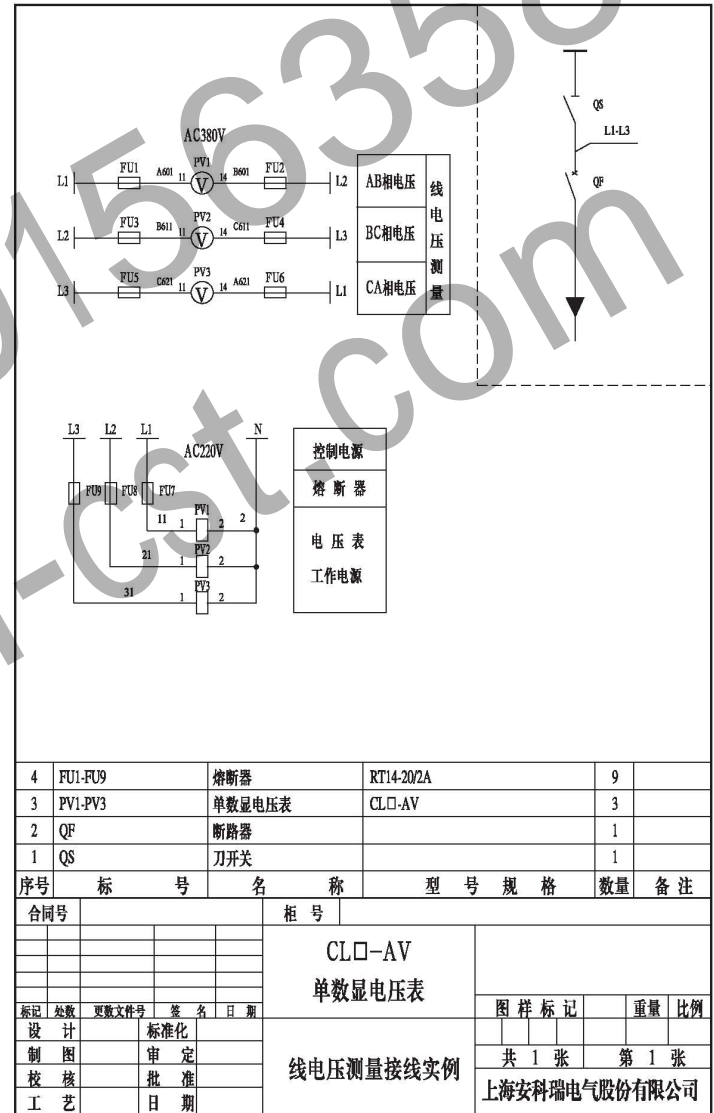 QS
L1-L3
QF
AC380V
L1 FU1 A601 11 PV1 V 14 B601 FU2 L2 AB相电压
L2 FU3 B611 11 PV2 V 14 C611 FU4 L3 BC相电压
L3 FU5 C621 11 PV3 V 14 A621 FU6 L1 CA相电压
线电压测量
L3 L2 L1 N
AC220V
FU9 FU8 FU7
11 1 PV1 2 2
21 1 PV2 2
31 1 PV3 2
控制电源
熔断器
电压表
工作电源
4 FU1-FU9 熔断器 RT14-20/2A 9
3 PV1-PV3 单数显电压表 CL□-AV 3
2 QF 断路器 1
1 QS 刀开关 1
序号 标号 名称 型号规格 数量 备注
合同号 柜号
CL□-AV
单数显电压表
标记 处数 更数文件号 签名 日期
图样标记 重量 比例
设计 标准化
制图 审定
校核 批准
工艺 日期
线电压测量接线实例
共1张 第1张
上海安科瑞电气股份有限公司